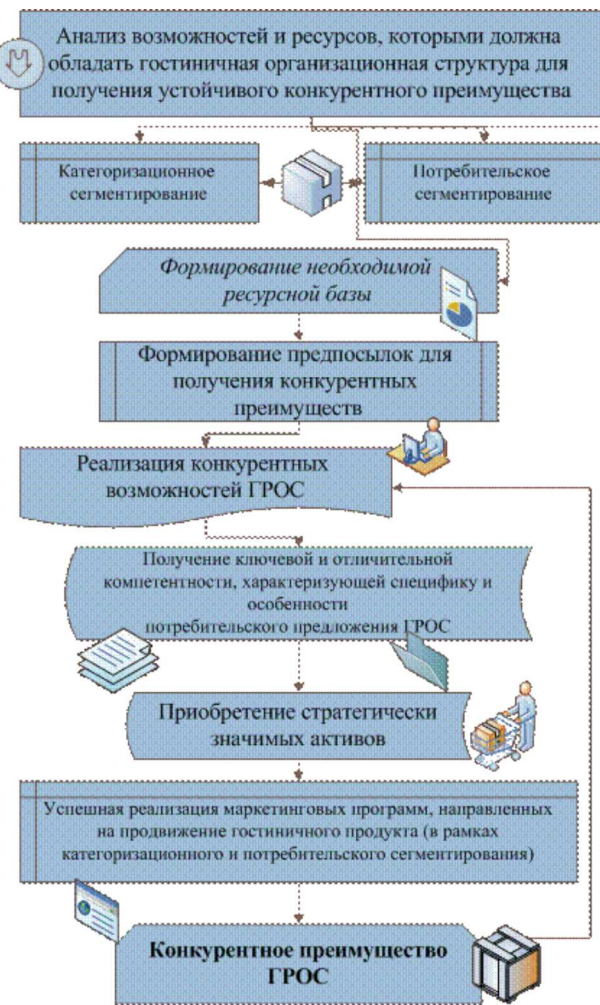 Анализ возможностей и ресурсов, которыми должна
обладать гостиничная организационная структура для
получения устойчивого конкурентного преимущества
Категоризационное
сегментирование
Потребительское
сегментирование
Формирование необходимой
ресурсной базы
Формирование предпосылок для
получения конкурентных
преимуществ
Реализация конкурентных
возможностей ГРОС
Получение ключевой и отличительной
компетентности, характеризующей специфику и
особенности
потребительского предложения ГРОС
Приобретение стратегически
значимых активов
Успешная реализация маркетинговых программ, направленных
на продвижение гостиничного продукта (в рамках
категоризационного и потребительского сегментирования)
Конкурентное преимущество
ГРОС